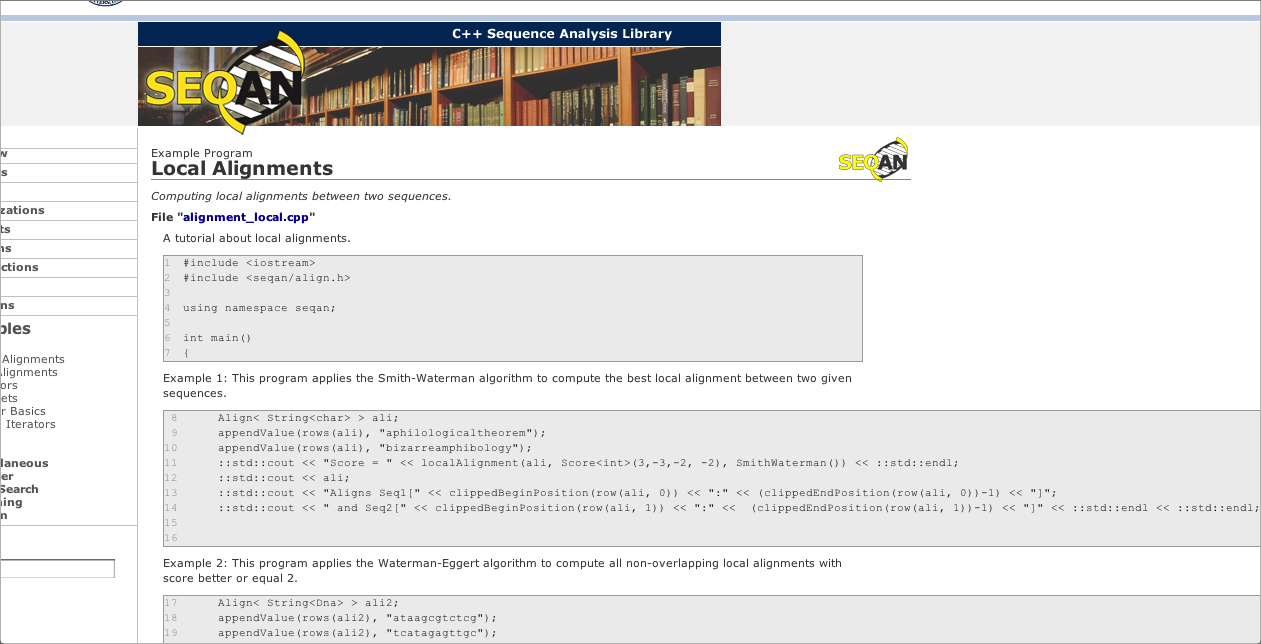 C++ Sequence Analysis Library
SEQAN
w
s
zations
ts
ns
ctions
ns
ples
Alignments
lignments
ors
ets
r Basics
Iterators
laneous
er
Search
ning
m
Example Program
Local Alignments
SEQAN
Computing local alignments between two sequences.
File "alignment_local.cpp"
A tutorial about local alignments.
1 #include <iostream>
2 #include <seqan/align.h>
3
4 using namespace seqan;
5
6 int main()
7 {
Example 1: This program applies the Smith-Waterman algorithm to compute the best local alignment between two given
sequences.
8 Align< String<char> > ali;
9 appendValue(rows(ali), "aphilologicaltheorem");
10 appendValue(rows(ali), "bizarreamphibology");
11 ::std::cout << "Score = " << localAlignment(ali, Score<int>(3,-3,-2, -2), SmithWaterman()) << ::std::endl;
12 ::std::cout << ali;
13 ::std::cout << "Aligns Seq1[" << clippedBeginPosition(row(ali, 0)) << ":" << (clippedEndPosition(row(ali, 0))-1) << "]";
14 ::std::cout << " and Seq2[" << clippedBeginPosition(row(ali, 1)) << ":" <<  (clippedEndPosition(row(ali, 1))-1) << "]" << ::std::endl << ::std::endl;
15
16
Example 2: This program applies the Waterman-Eggert algorithm to compute all non-overlapping local alignments with
score better or equal 2.
17 Align< String<Dna> > ali2;
18 appendValue(rows(ali2), "ataagcgtctcg");
19 appendValue(rows(ali2), "tcatagagttgc");